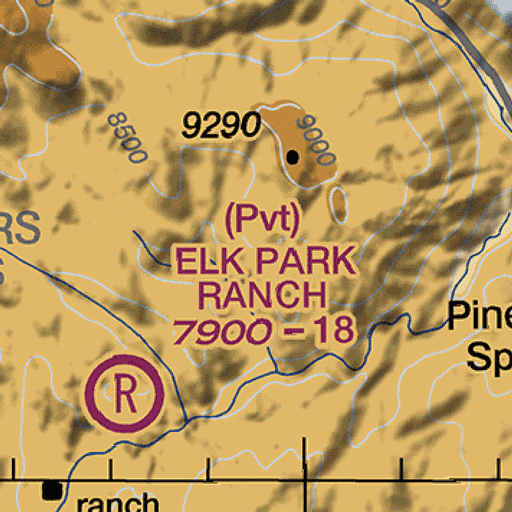 9290
9000
8500
(Pvt)
RS
ELK PARK
RANCH
7900 - 18
Pine
Sp
R
ranch